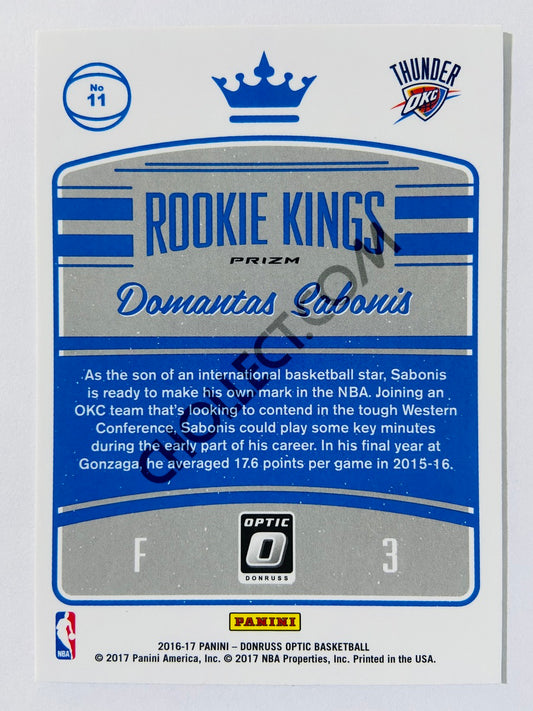 No
11
THUNDER
OKC
ROOKIE KINGS
PRIZM
Domantas Sabonis
As the son of an international basketball star, Sabonis
is ready to make his own mark in the NBA. Joining an
OKC team that's looking to contend in the tough Western
Conference, Sabonis could play some key minutes
during the early part of his career. In his final year at
Gonzaga, he averaged 17.6 points per game in 2015-16.
CHOLLECT.COM
F
OPTIC
DONRUSS
3
NBA
PANINI
2016-17 PANINI – DONRUSS OPTIC BASKETBALL
© 2017 Panini America, Inc. © 2017 NBA Properties, Inc. Printed in the USA.